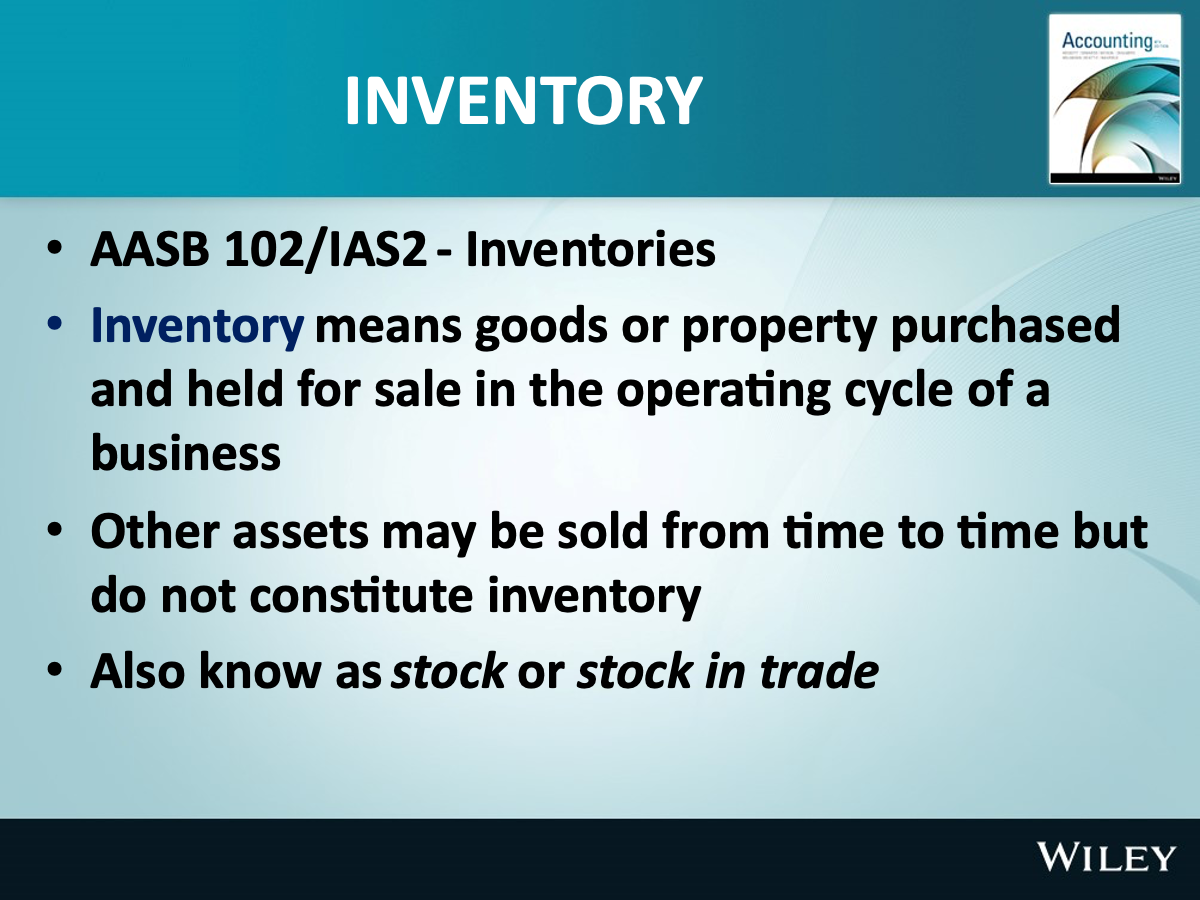 INVENTORY
Accounting
• AASB 102/IAS2 - Inventories
• Inventory means goods or property purchased
and held for sale in the operating cycle of a
business
• Other assets may be sold from time to time but
do not constitute inventory
• Also know as stock or stock in trade
WILEY
WILEY